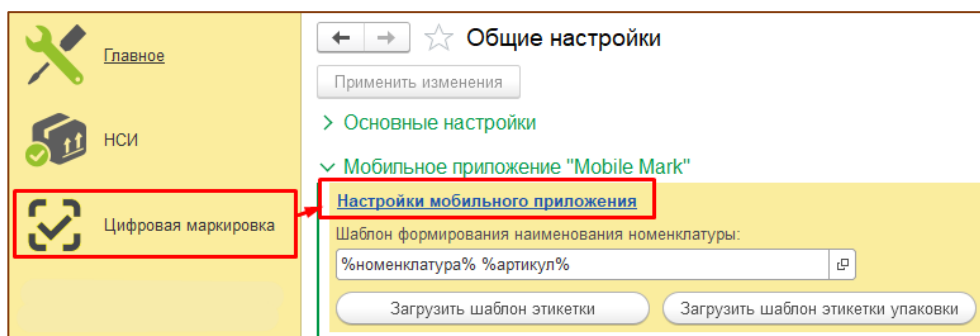 Главное
НСИ
Цифровая маркировка
Общие настройки
Применить изменения
Основные настройки
Мобильное приложение "Mobile Mark"
Настройки мобильного приложения
Шаблон формирования наименования номенклатуры:
%номенклатура% %артикул%
Загрузить шаблон этикетки
Загрузить шаблон этикетки упаковки